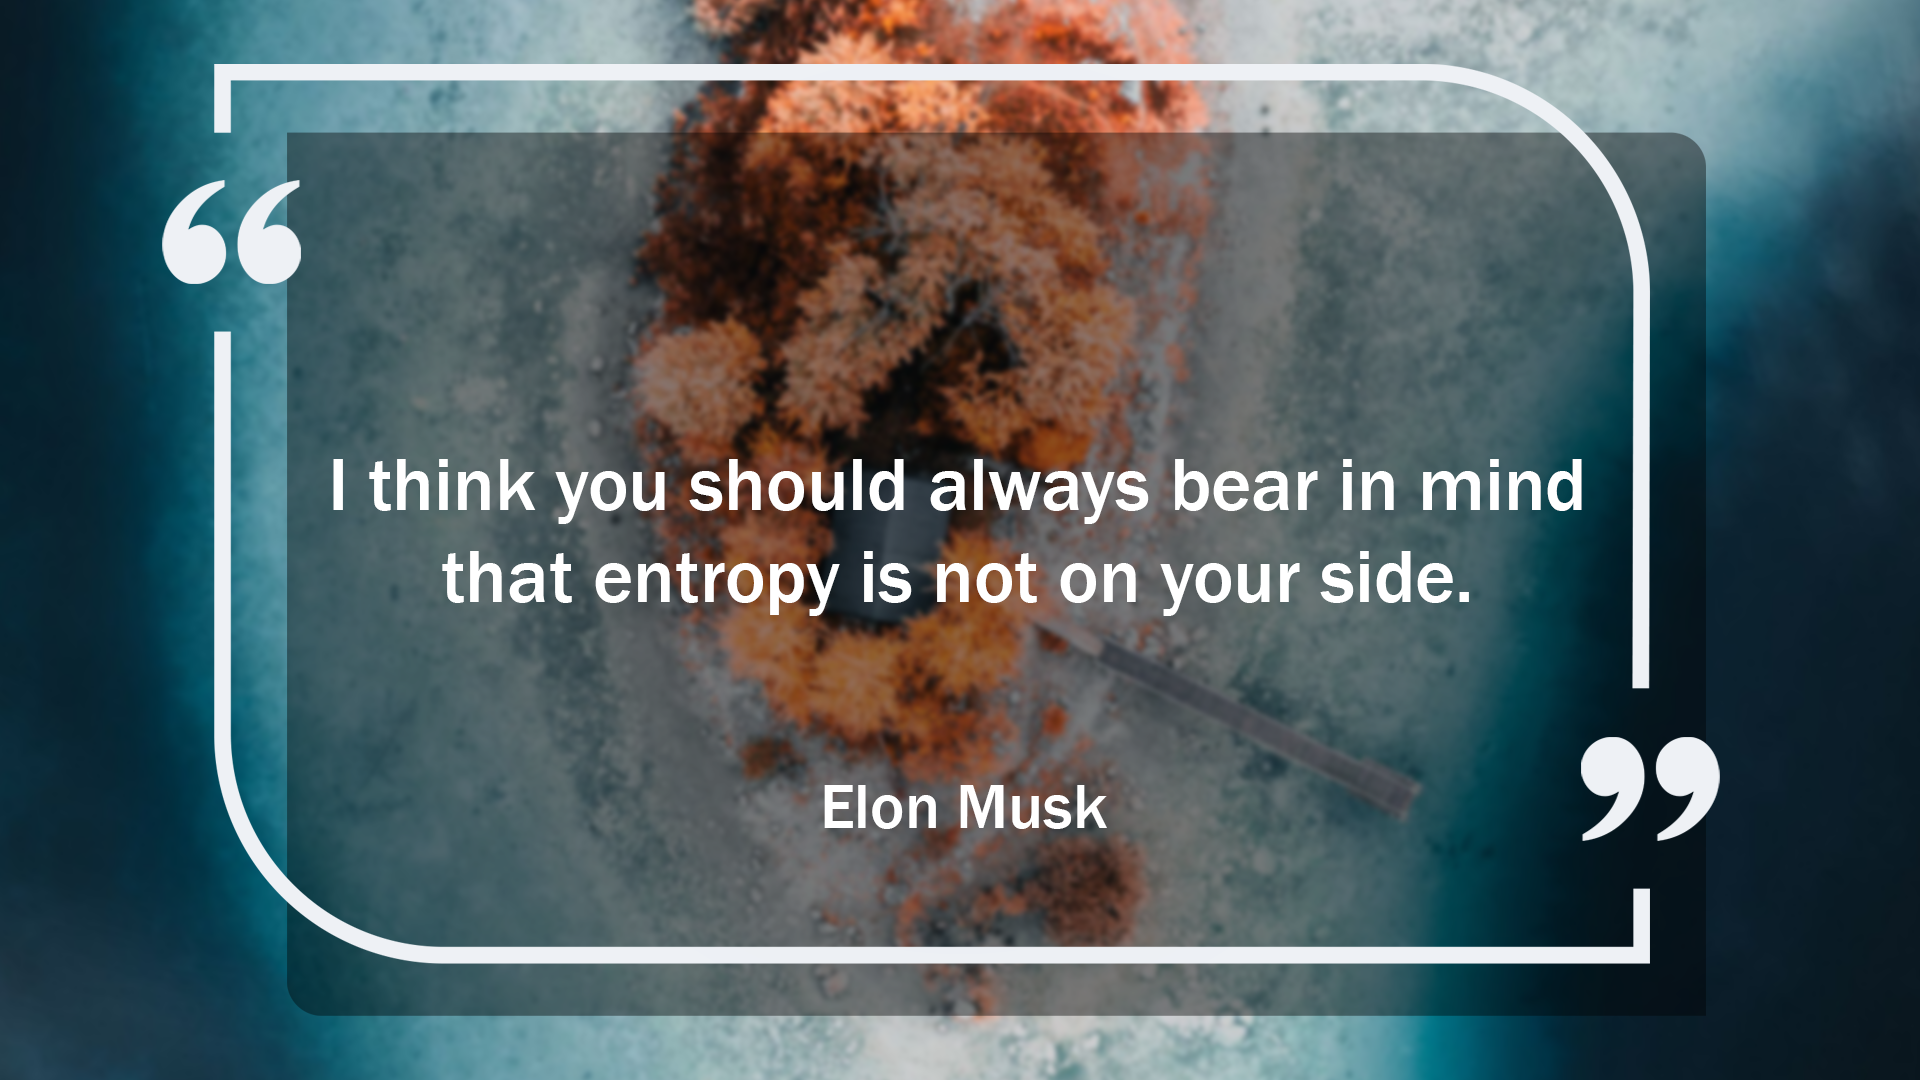 “
I think you should always bear in mind
that entropy is not on your side.
Elon Musk
”